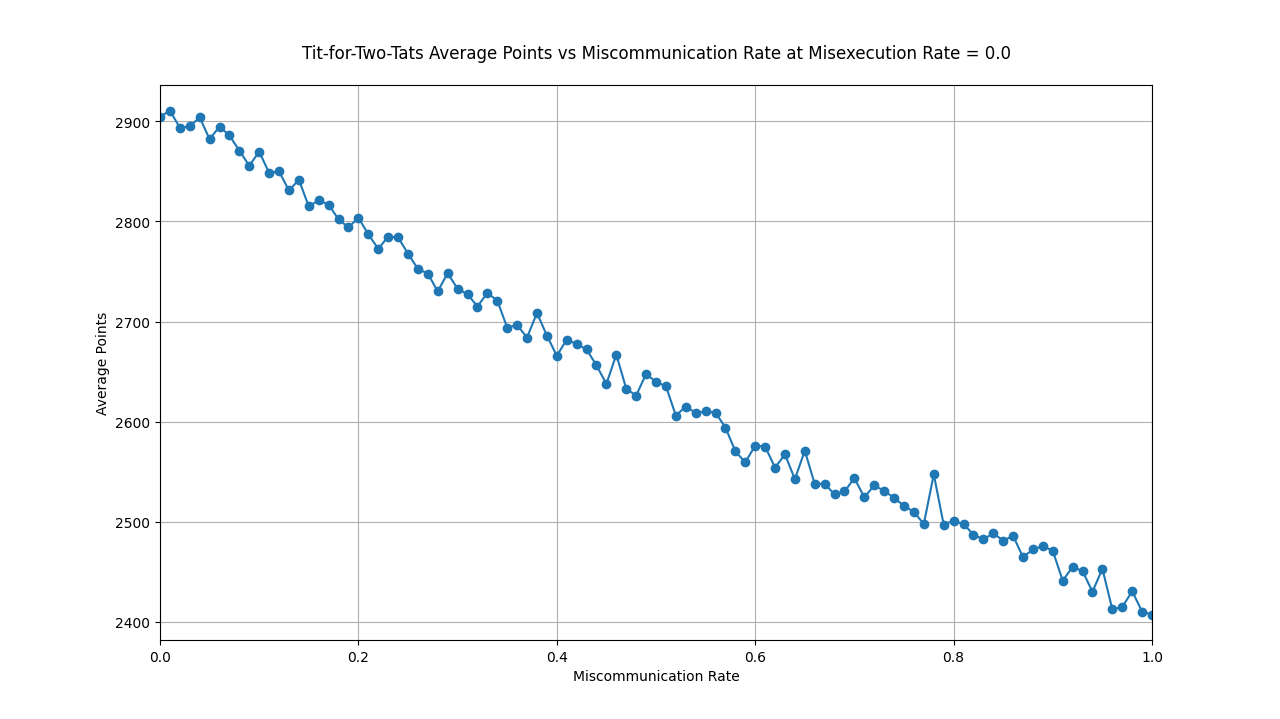 Tit-for-Two-Tats Average Points vs Miscommunication Rate at Misexecution Rate = 0.0
Average Points
2900
2800
2700
2600
2500
2400
0.0 0.2 0.4 0.6 0.8 1.0
Miscommunication Rate